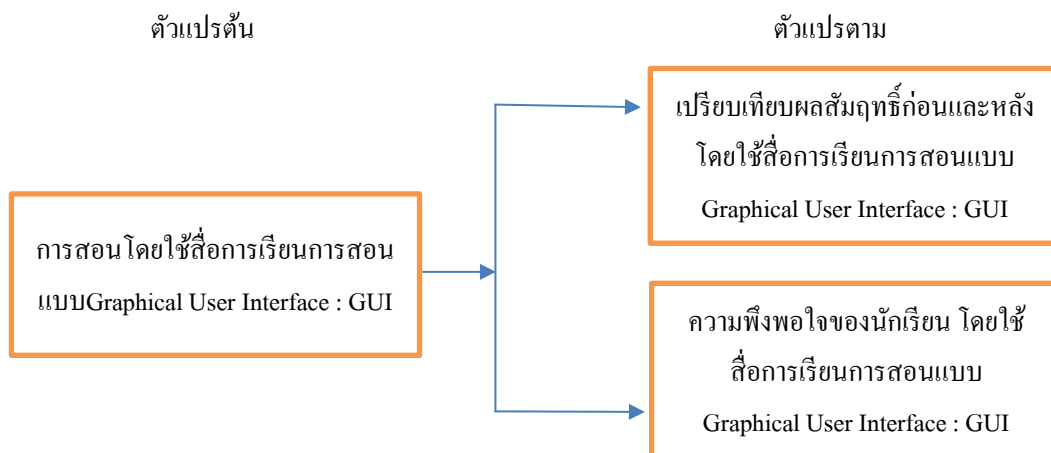 ตัวแปรต้น
ตัวแปรตาม
การสอนโดยใช้สื่อการเรียนการสอน
แบบGraphical User Interface : GUI
เปรียบเทียบผลสัมฤทธิ์ก่อนและหลัง
โดยใช้สื่อการเรียนการสอนแบบ
Graphical User Interface : GUI
ความพึงพอใจของนักเรียน โดยใช้
สื่อการเรียนการสอนแบบ
Graphical User Interface : GUI